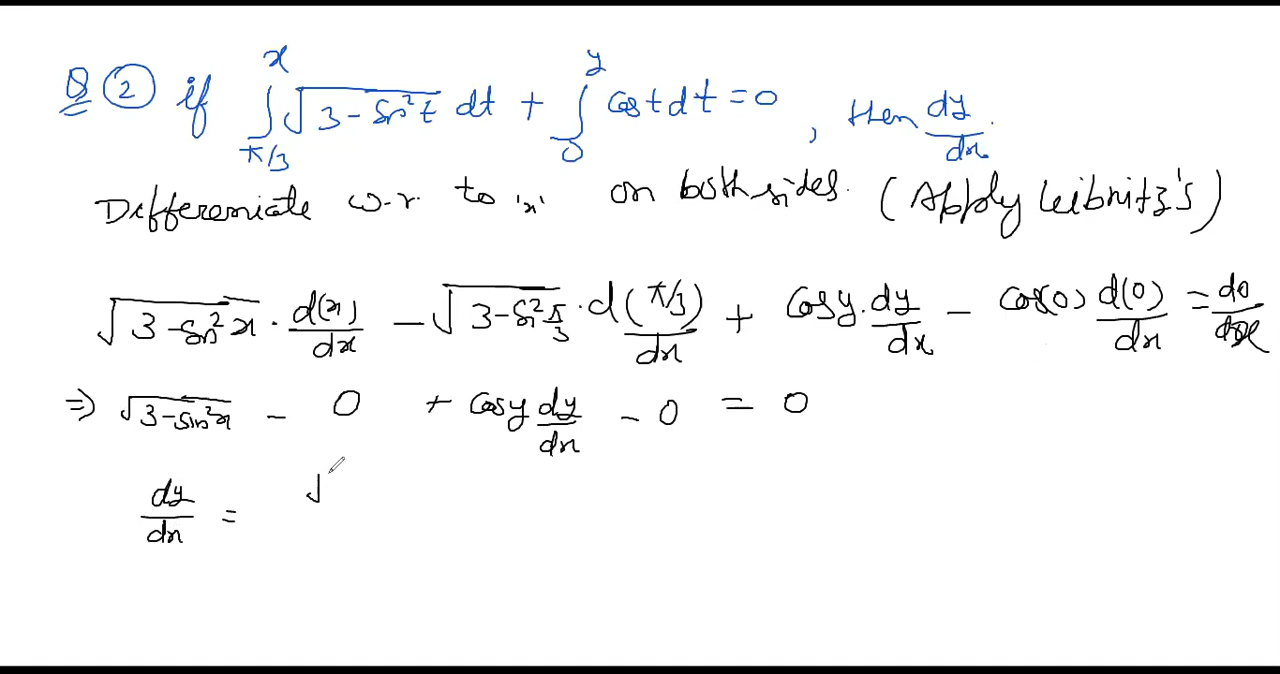 Q ② if ∫_{π/3}^{x} √(3 - sin²t) dt + ∫_{0}^{y} cos t dt = 0, then dy/dx.
Differenciate w.r. to 'x' on both sides. (Apply Leibnitz's)
√(3 - sin²x) · d(x)/dx - √(3 - sin² π/3) · d(π/3)/dx + cos y · dy/dx - cos(0) d(0)/dx = d0/dx
⇒ √(3 - sin²x) - 0 + cos y dy/dx - 0 = 0
dy/dx = √